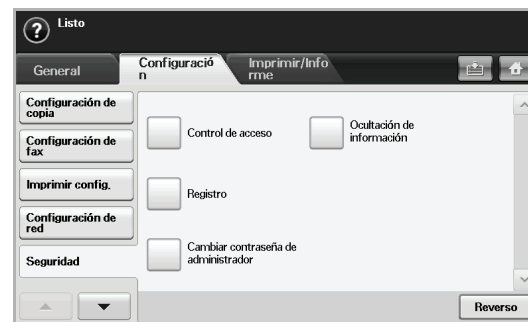 Listo
General
Configuració
n
Imprimir/Info
rme
Configuración de
copia
Configuración de
fax
Imprimir config.
Configuración de
red
Seguridad
Control de acceso
Ocultación de
información
Registro
Cambiar contraseña de
administrador
Reverso